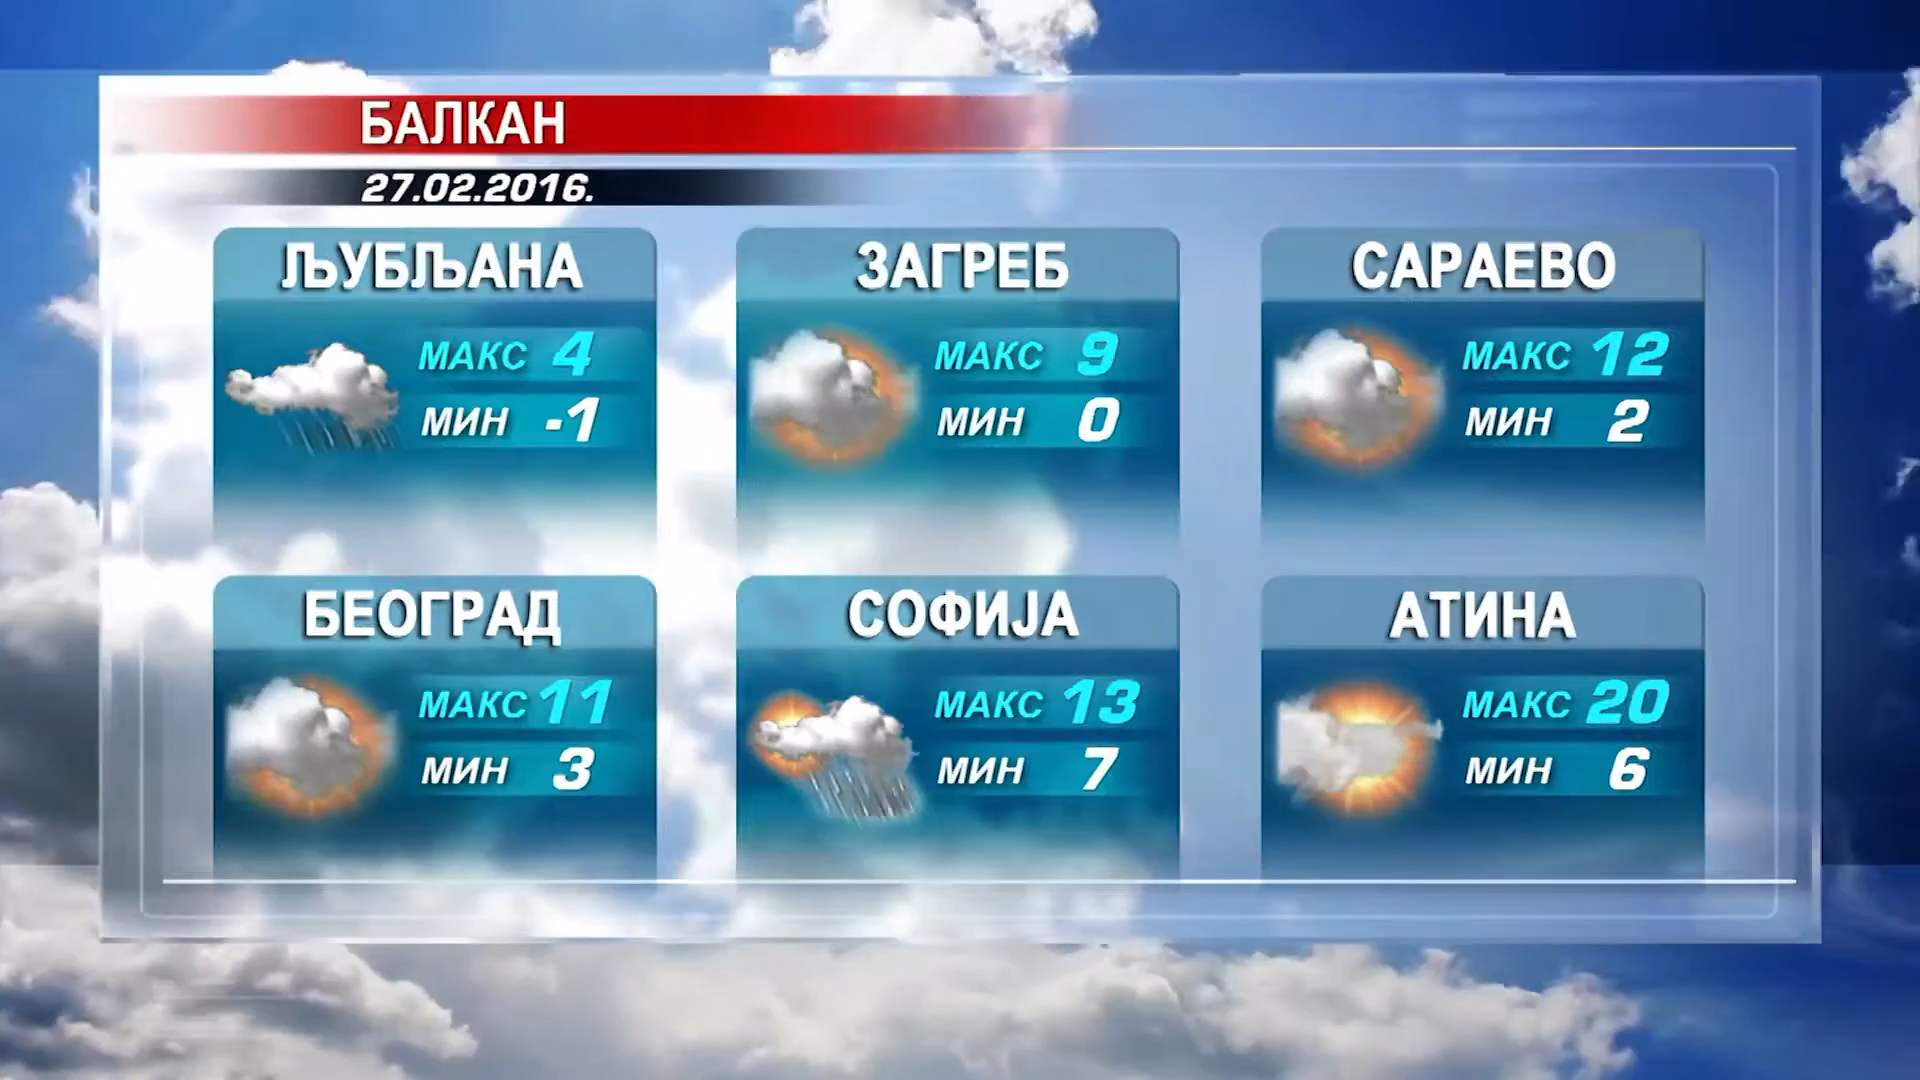 БАЛКАН
27.02.2016.
ЉУБЉАНА
МАКС 4
МИН -1
ЗАГРЕБ
МАКС 9
МИН 0
САРАЕВО
МАКС 12
МИН 2
БЕОГРАД
МАКС 11
МИН 3
СОФИЈА
МАКС 13
МИН 7
АТИНА
МАКС 20
МИН 6